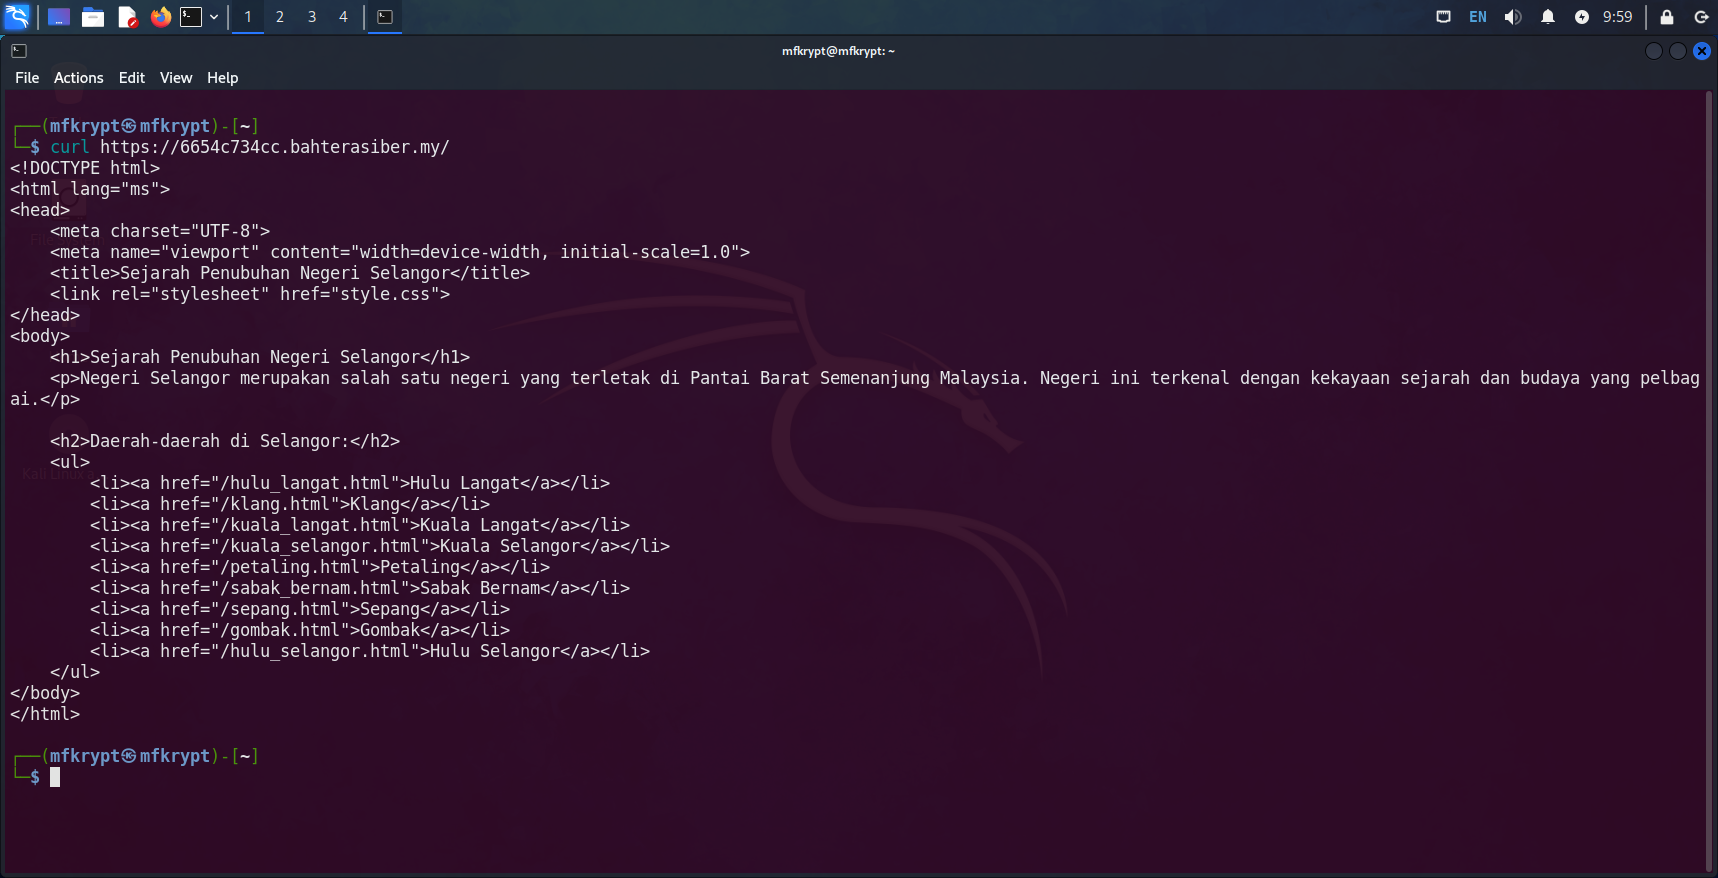 1 2 3 4 EN 9:59
mfkrypt@mfkrypt: ~
File Actions Edit View Help
┌──(mfkrypt㉿mfkrypt)-[~]
└─$ curl https://6654c734cc.bahterasiber.my/
<!DOCTYPE html>
<html lang="ms">
<head>
    <meta charset="UTF-8">
    <meta name="viewport" content="width=device-width, initial-scale=1.0">
    <title>Sejarah Penubuhan Negeri Selangor</title>
    <link rel="stylesheet" href="style.css">
</head>
<body>
    <h1>Sejarah Penubuhan Negeri Selangor</h1>
    <p>Negeri Selangor merupakan salah satu negeri yang terletak di Pantai Barat Semenanjung Malaysia. Negeri ini terkenal dengan kekayaan sejarah dan budaya yang pelbag
ai.</p>
    <h2>Daerah-daerah di Selangor:</h2>
    <ul>
        <li><a href="/hulu_langat.html">Hulu Langat</a></li>
        <li><a href="/klang.html">Klang</a></li>
        <li><a href="/kuala_langat.html">Kuala Langat</a></li>
        <li><a href="/kuala_selangor.html">Kuala Selangor</a></li>
        <li><a href="/petaling.html">Petaling</a></li>
        <li><a href="/sabak_bernam.html">Sabak Bernam</a></li>
        <li><a href="/sepang.html">Sepang</a></li>
        <li><a href="/gombak.html">Gombak</a></li>
        <li><a href="/hulu_selangor.html">Hulu Selangor</a></li>
    </ul>
</body>
</html>
┌──(mfkrypt㉿mfkrypt)-[~]
└─$